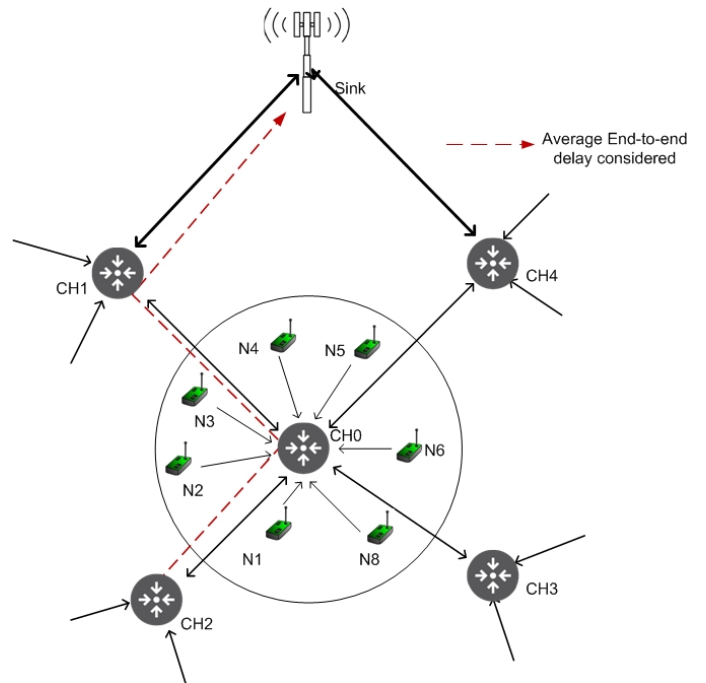 Sink
Average End-to-end
delay considered
CH1
CH4
N4
N5
N3
CH0
N6
N2
N1
N8
CH3
CH2